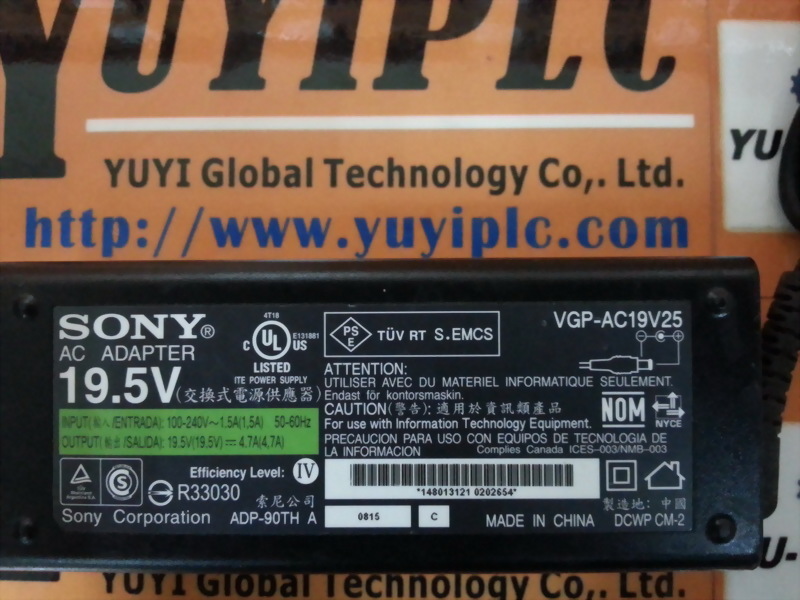 YUYIPLC
YUYI Global Technology Co,. Ltd.
http://www.yuyiplc.com
YU
SONY®
AC ADAPTER
19.5V (交換式電源供應器)
INPUT(輸入/ENTRADA): 100-240V~1.5A(1,5A) 50-60Hz
OUTPUT(輸出/SALIDA): 19.5V(19.5V) ⎓ 4.7A(4,7A)
4T18
E131881
C UL US
LISTED
ITE POWER SUPPLY
PSE TÜV RT S.EMCS
VGP-AC19V25
ATTENTION:
UTILISER AVEC DU MATERIEL INFORMATIQUE SEULEMENT.
Endast för kontorsmaskin.
CAUTION(警告): 適用於資訊類產品
For use with Information Technology Equipment.
PRECAUCION PARA USO CON EQUIPOS DE TECNOLOGIA DE
LA INFORMATION
Complies Canada ICES-003/NMB-003
NOM
NYCE
Efficiency Level: IV
S
R33030
索尼公司
Sony Corporation
ADP-90TH A
*148013121 0202654*
0815
C
MADE IN CHINA
製造地: 中國
DCWP CM-2
YUYI Global Technology Co,. Ltd.
U-